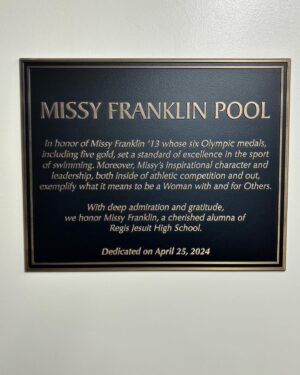 MISSY FRANKLIN POOL
In honor of Missy Franklin '13 whose six Olympic medals,
including five gold, set a standard of excellence in the sport
of swimming. Moreover, Missy's inspirational character and
leadership, both inside of athletic competition and out,
exemplify what it means to be a Woman with and for Others.
With deep admiration and gratitude,
we honor Missy Franklin, a cherished alumna of
Regis Jesuit High School.
Dedicated on April 25, 2024